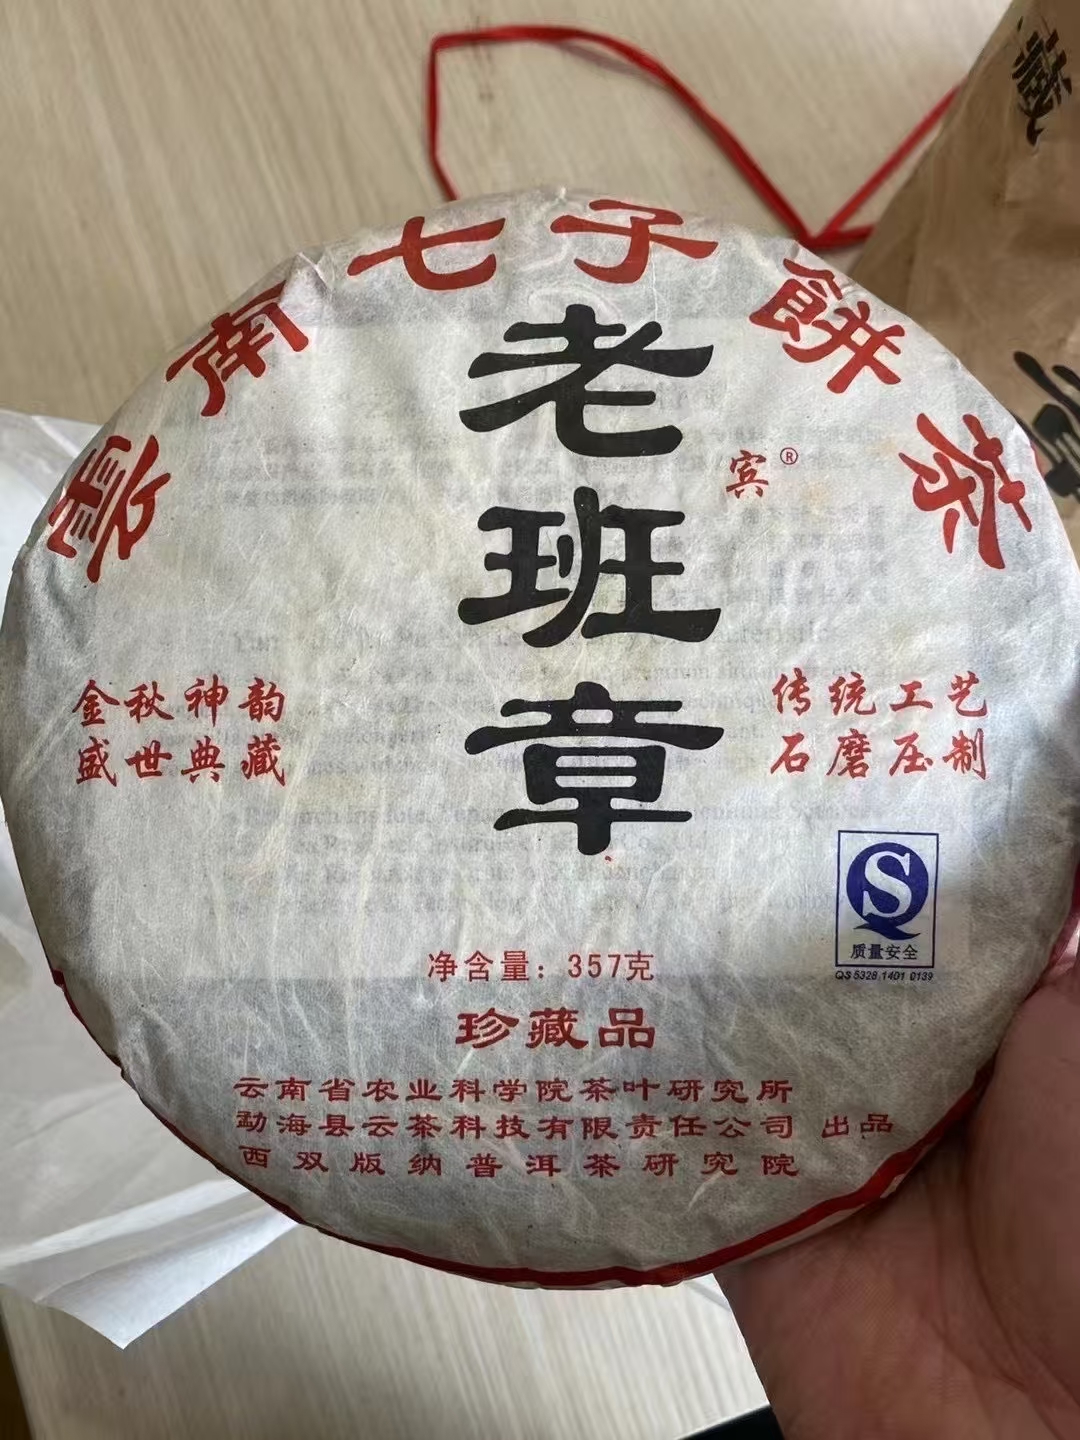 雲南七子餅茶
老班章
宾®
金秋神韵
盛世典藏
传统工艺
石磨压制
S
质量安全
QS 5328 1401 0139
净含量：357克
珍藏品
云南省农业科学院茶叶研究所
勐海县云茶科技有限责任公司 出品
西双版纳普洱茶研究院
藏
章